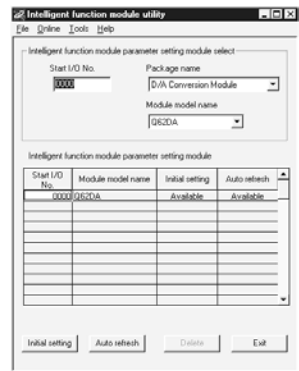 Intelligent function module utility
File Online Tools Help
Intelligent function module parameter setting module select
Start I/O No. Package name
0000 D/A Conversion Module
Module model name
Q62DA
Intelligent function module parameter setting module
Start I/O No. Module model name Initial setting Auto refresh
0000 Q62DA Available Available
Initial setting Auto refresh Delete Exit